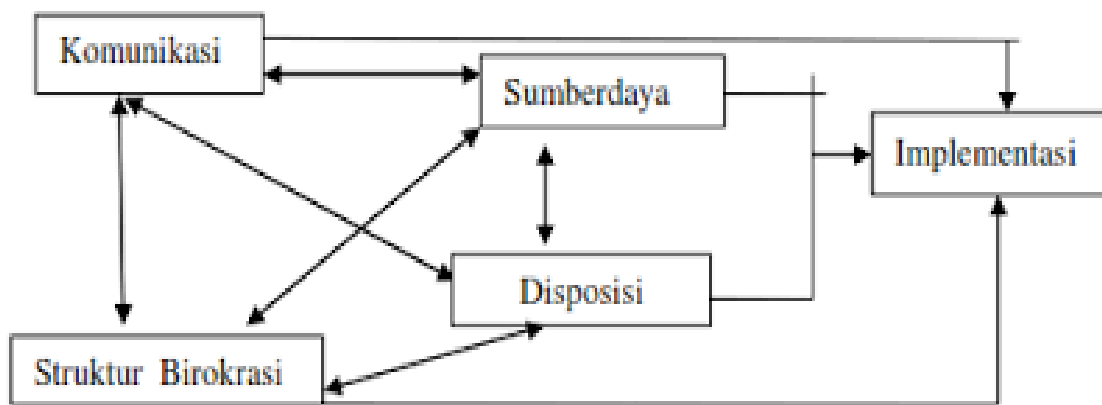 Komunikasi
Sumberdaya
Implementasi
Disposisi
Struktur Birokrasi